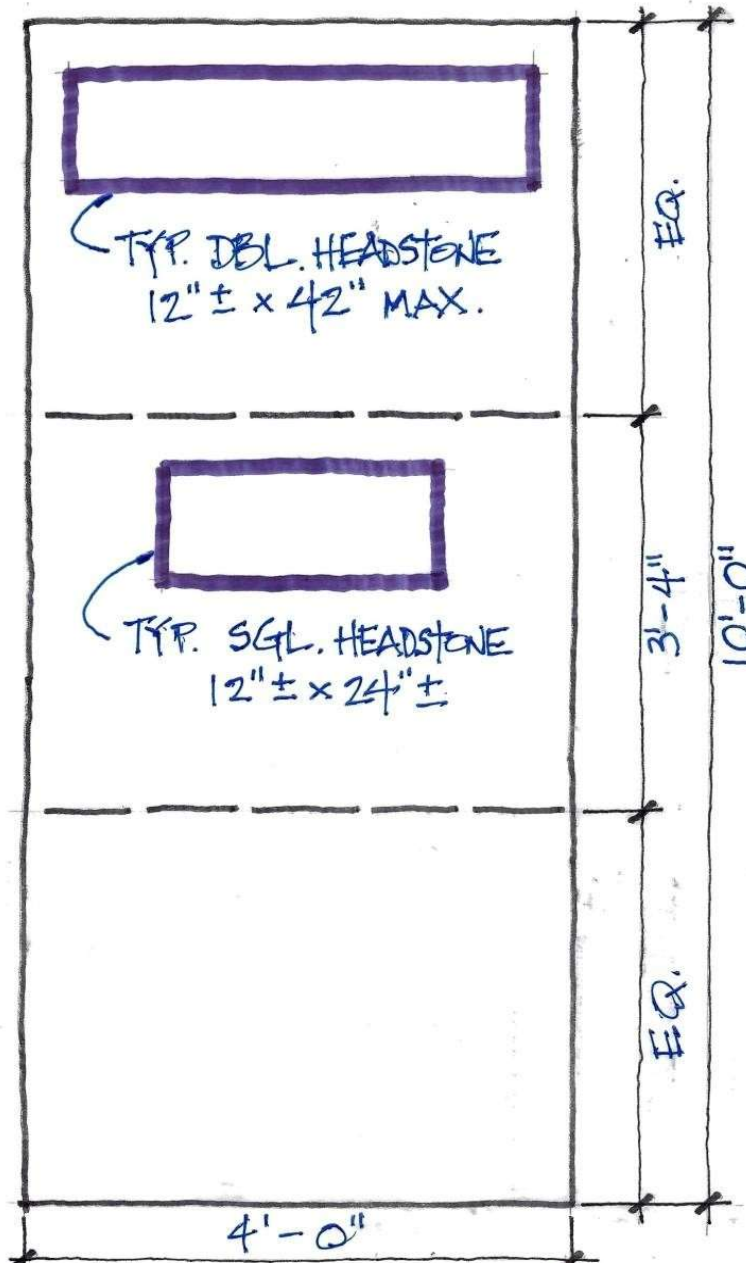 TYP. DBL. HEADSTONE
12" ± x 42" MAX.
EQ.
TYP. SGL. HEADSTONE
12" ± x 24" ±
3'-4"
10'-0"
EQ.
4'-0"